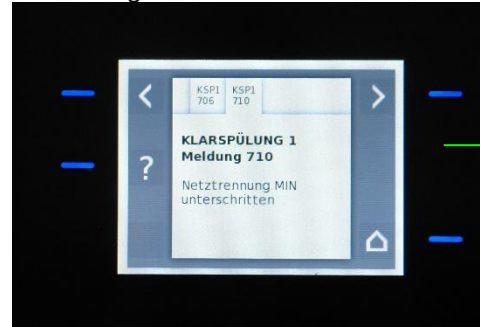 KSP1 KSP1
706 710
KLARSPÜLUNG 1
Meldung 710
Netztrennung MIN
unterschritten
?